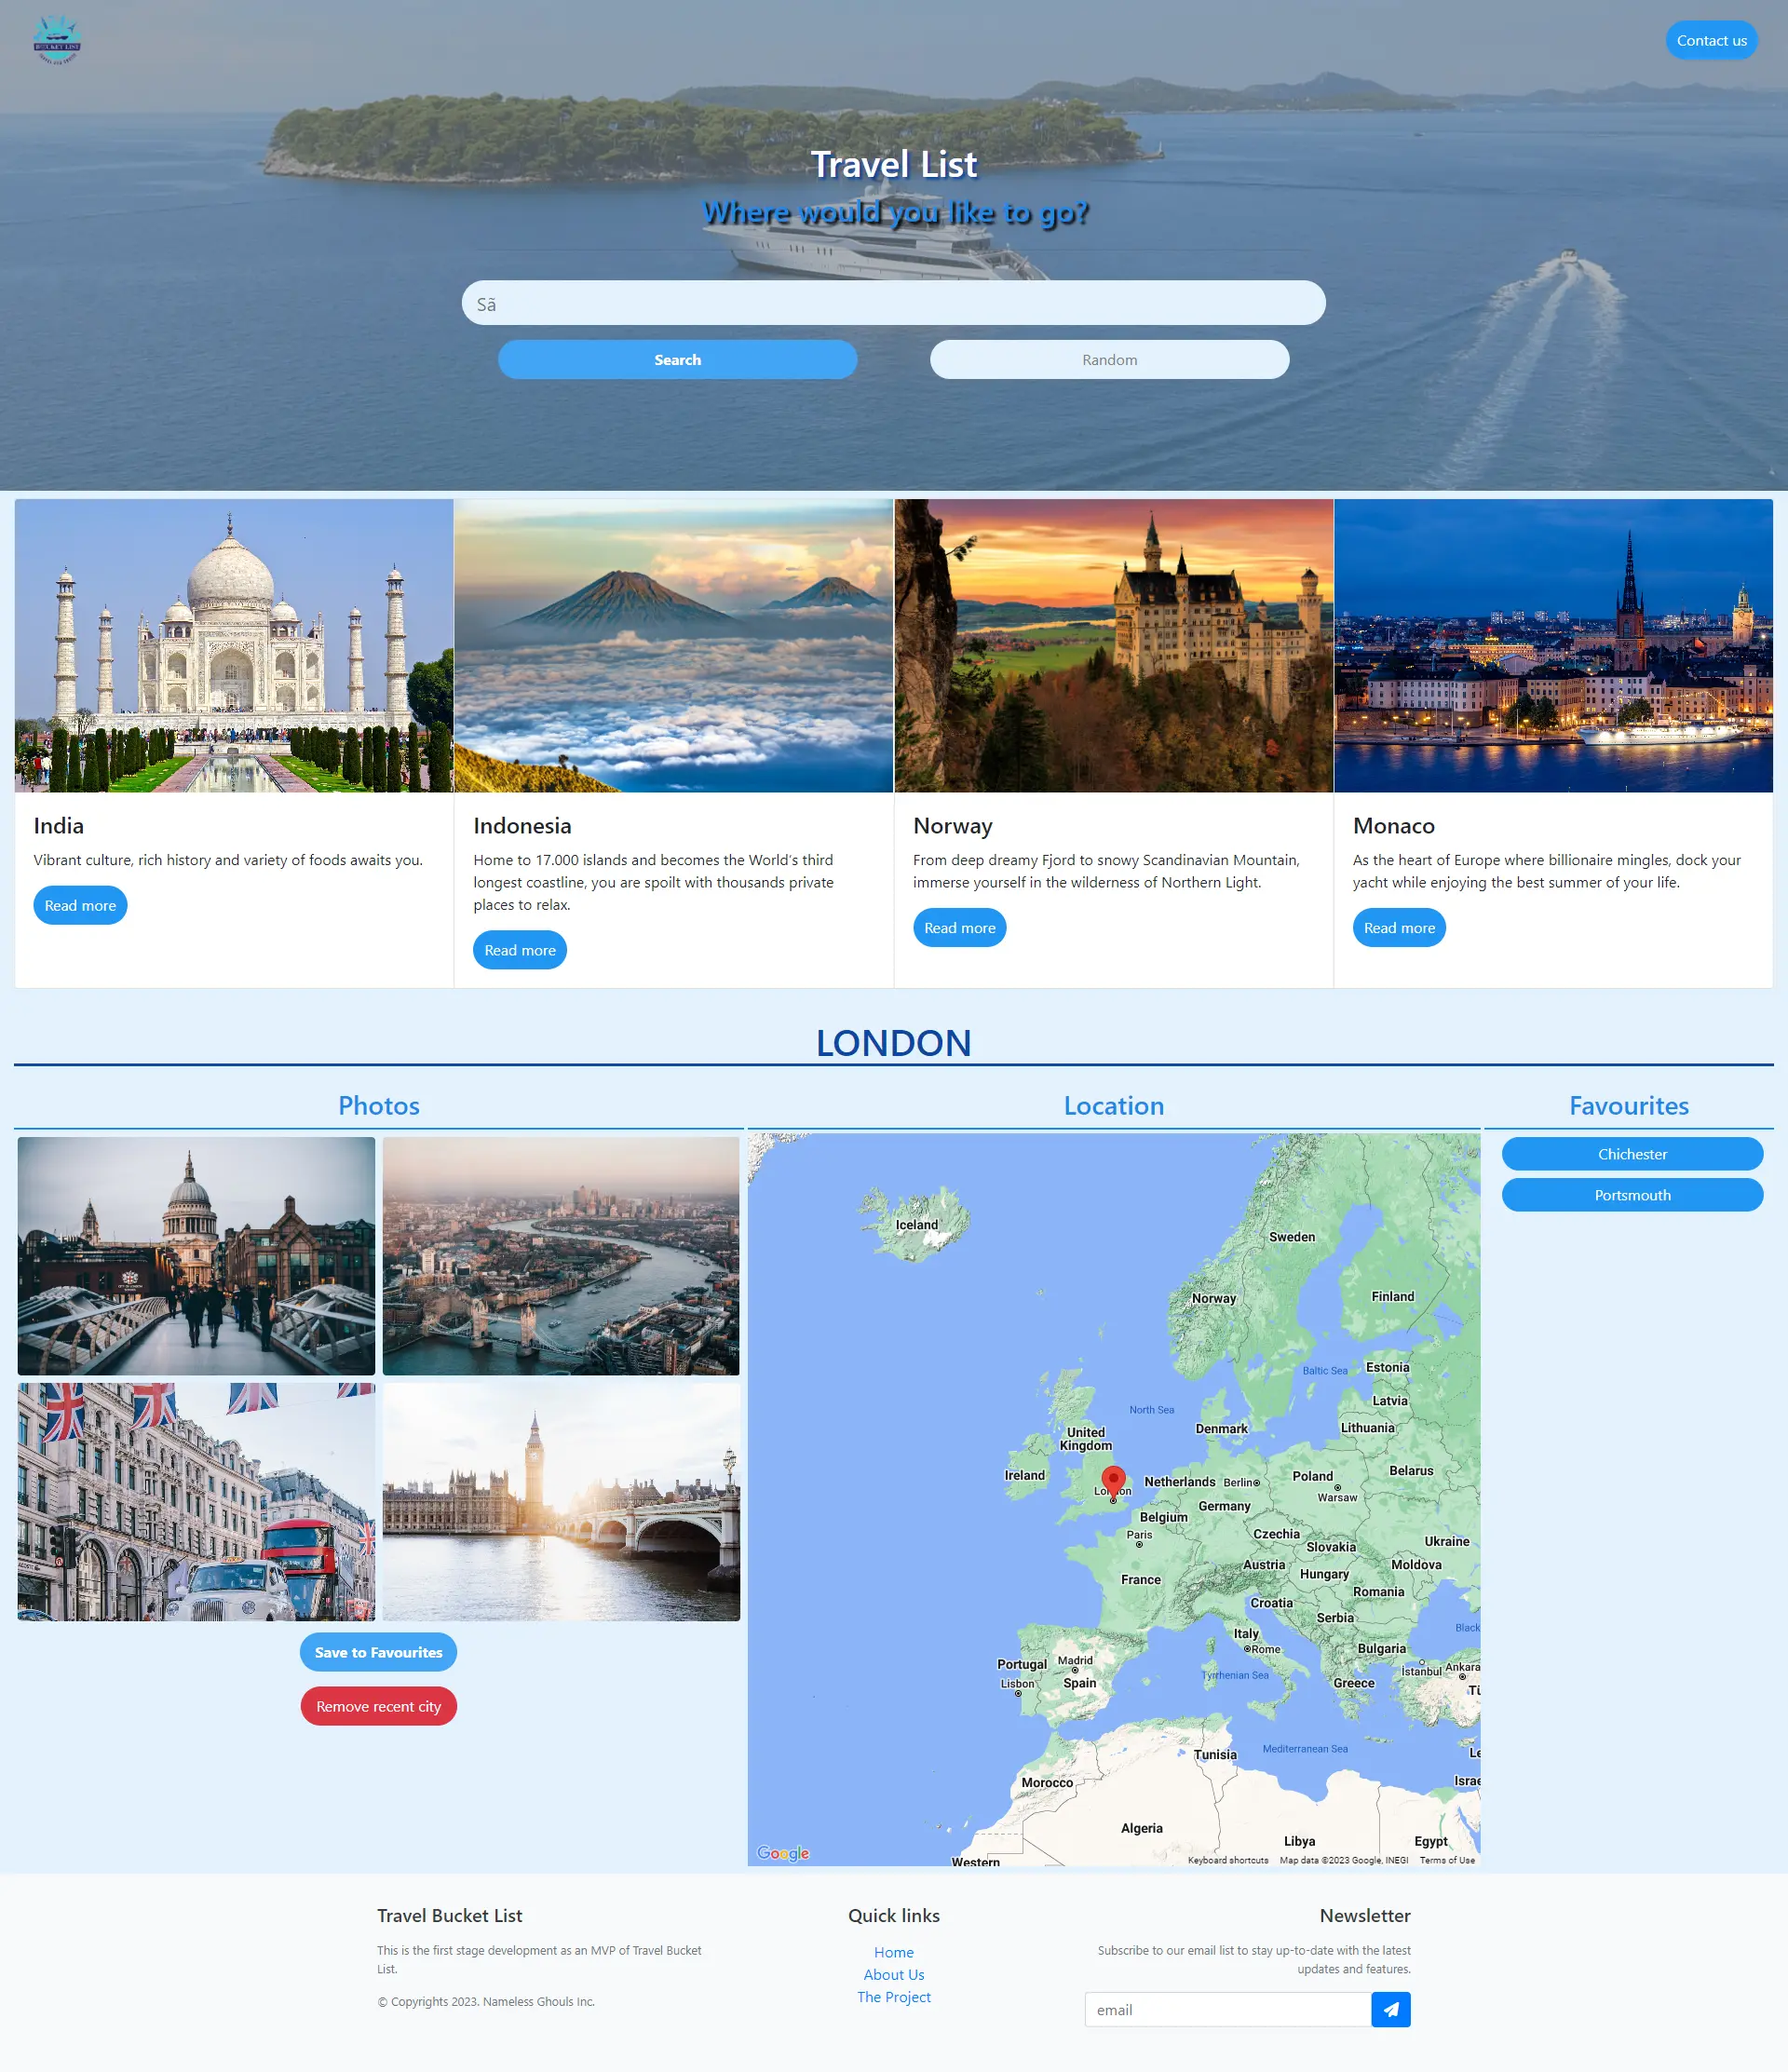 BUCKET LIST
Contact us
Travel List
Where would you like to go?
Sã
Search
Random
India
Vibrant culture, rich history and variety of foods awaits you.
Read more
Indonesia
Home to 17.000 islands and becomes the World's third
longest coastline, you are spoilt with thousands private
places to relax.
Read more
Norway
From deep dreamy Fjord to snowy Scandinavian Mountain,
immerse yourself in the wilderness of Northern Light.
Read more
Monaco
As the heart of Europe where billionaire mingles, dock your
yacht while enjoying the best summer of your life.
Read more
LONDON
Photos
Save to Favourites
Remove recent city
Location
Iceland
Sweden
Norway
Finland
Baltic Sea
Estonia
Latvia
North Sea
Denmark
Lithuania
United
Kingdom
Ireland
London
Netherlands
Berlin
Poland
Warsaw
Belarus
Germany
Belgium
Paris
Czechia
Slovakia
Ukraine
Austria
Moldova
France
Hungary
Romania
Croatia
Serbia
Italy
Rome
Black
Bulgaria
Portugal
Madrid
Istanbul
Ankara
Lisbon
Spain
Tyrrhenian Sea
Greece
Tü
Tunisia
Mediterranean Sea
Le
Morocco
Israe
Algeria
Libya
Egypt
Western
Google
Keyboard shortcuts
Map data ©2023 Google, INEGI
Terms of Use
Favourites
Chichester
Portsmouth
Travel Bucket List
This is the first stage development as an MVP of Travel Bucket
List.
© Copyrights 2023. Nameless Ghouls Inc.
Quick links
Home
About Us
The Project
Newsletter
Subscribe to our email list to stay up-to-date with the latest
updates and features.
email